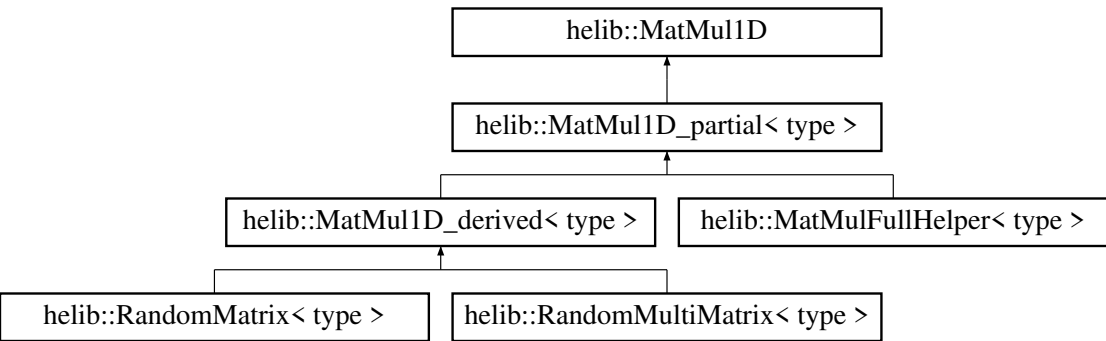 helib::MatMul1D
helib::MatMul1D_partial< type >
helib::MatMul1D_derived< type >
helib::MatMulFullHelper< type >
helib::RandomMatrix< type >
helib::RandomMultiMatrix< type >